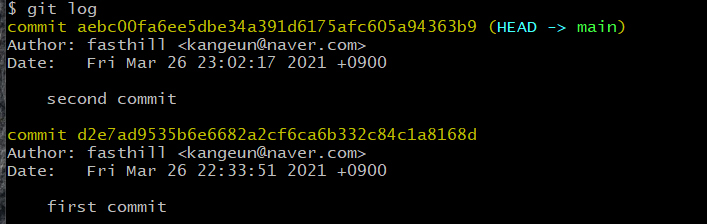 $ git log
commit aebc00fa6ee5dbe34a391d6175afc605a94363b9 (HEAD -> main)
Author: fasthill <kangeun@naver.com>
Date:   Fri Mar 26 23:02:17 2021 +0900
    second commit
commit d2e7ad9535b6e6682a2cf6ca6b332c84c1a8168d
Author: fasthill <kangeun@naver.com>
Date:   Fri Mar 26 22:33:51 2021 +0900
    first commit